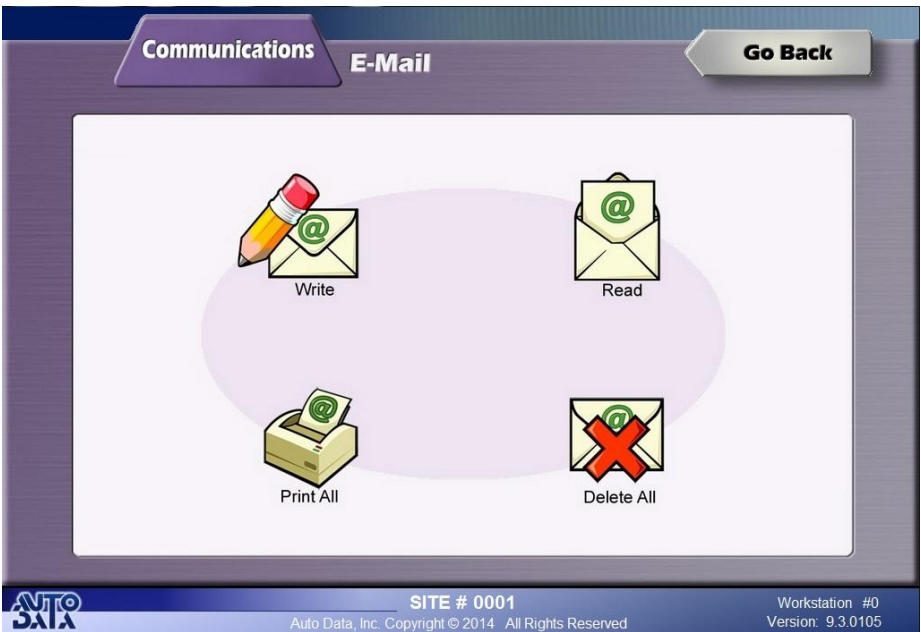 Communications
E-Mail
Go Back
@
@
Write
Read
@
@
Print All
Delete All
AUTO
DATA
SITE # 0001
Auto Data, Inc. Copyright © 2014 All Rights Reserved
Workstation #0
Version: 9.3.0105